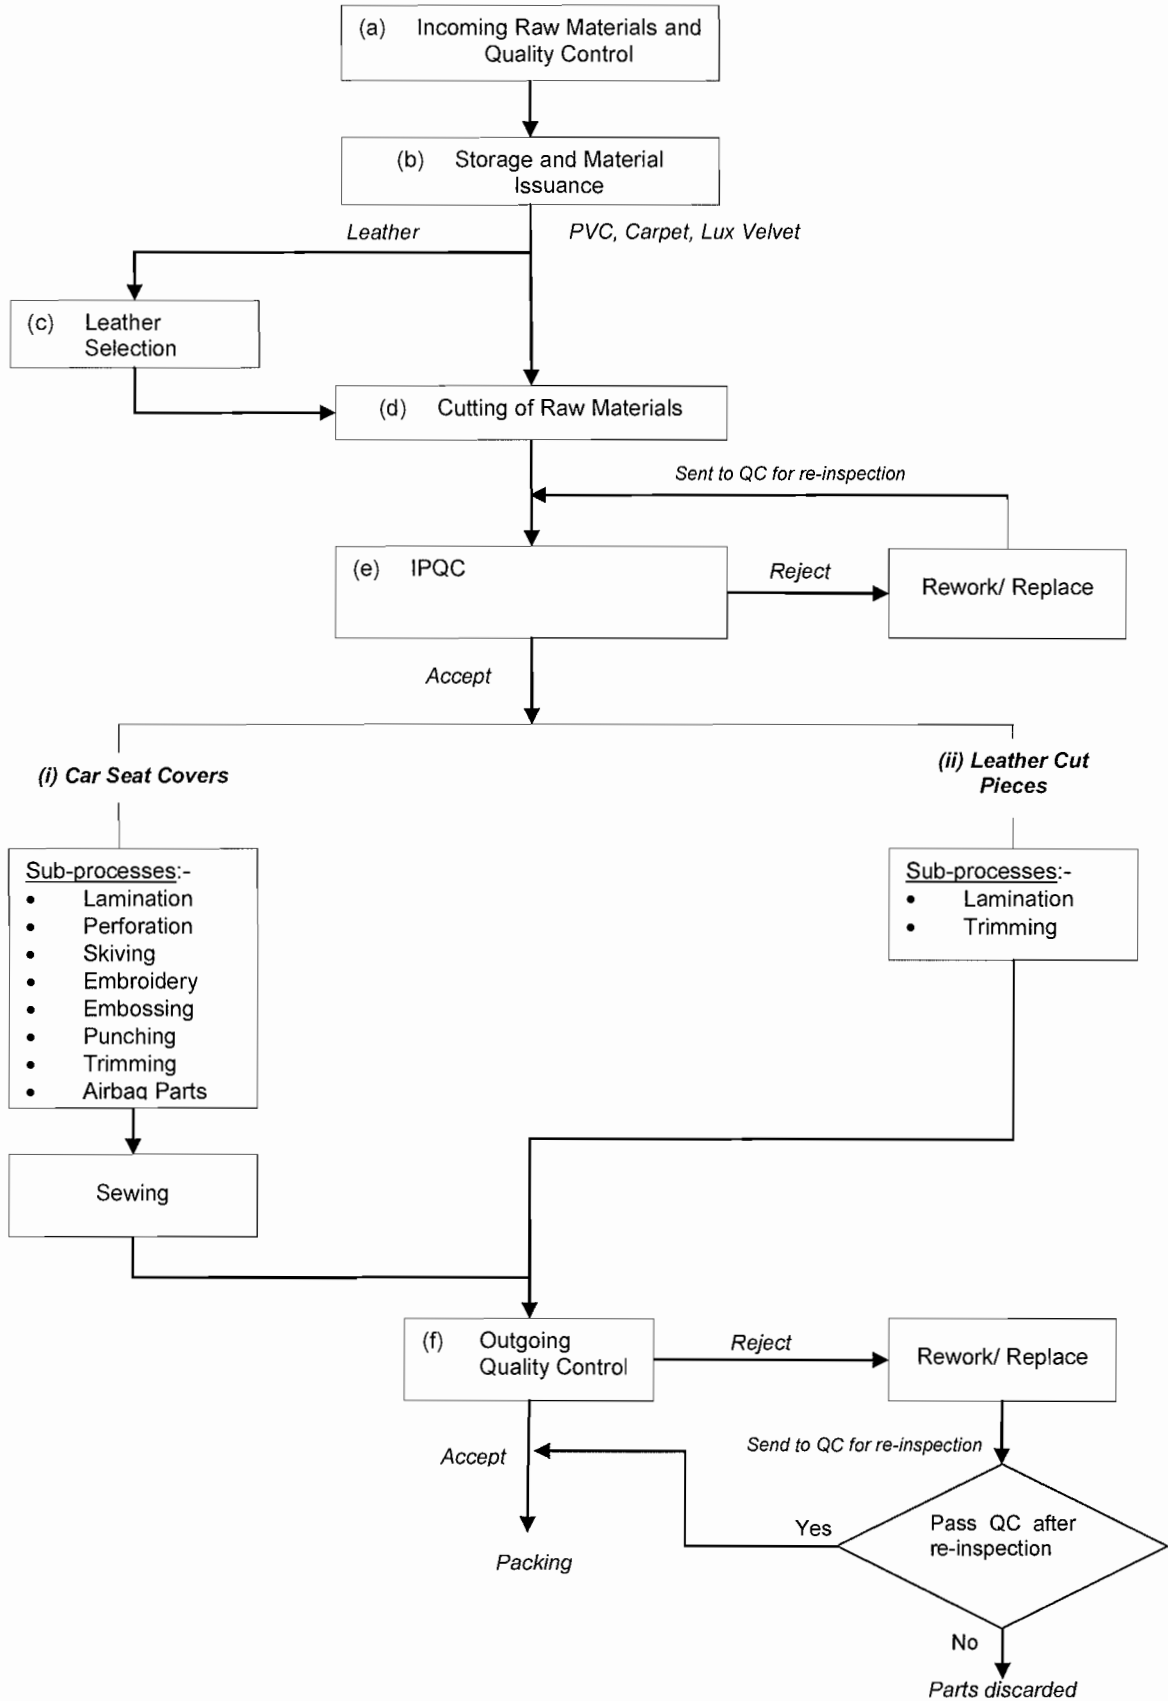 (a) Incoming Raw Materials and
Quality Control
(b) Storage and Material
Issuance
Leather
PVC, Carpet, Lux Velvet
(c) Leather
Selection
(d) Cutting of Raw Materials
Sent to QC for re-inspection
(e) IPQC
Reject
Rework/ Replace
Accept
(i) Car Seat Covers
(ii) Leather Cut
Pieces
Sub-processes:-
• Lamination
• Perforation
• Skiving
• Embroidery
• Embossing
• Punching
• Trimming
• Airbag Parts
Sub-processes:-
• Lamination
• Trimming
Sewing
(f) Outgoing
Quality Control
Reject
Rework/ Replace
Accept
Send to QC for re-inspection
Yes
Pass QC after
re-inspection
Packing
No
Parts discarded